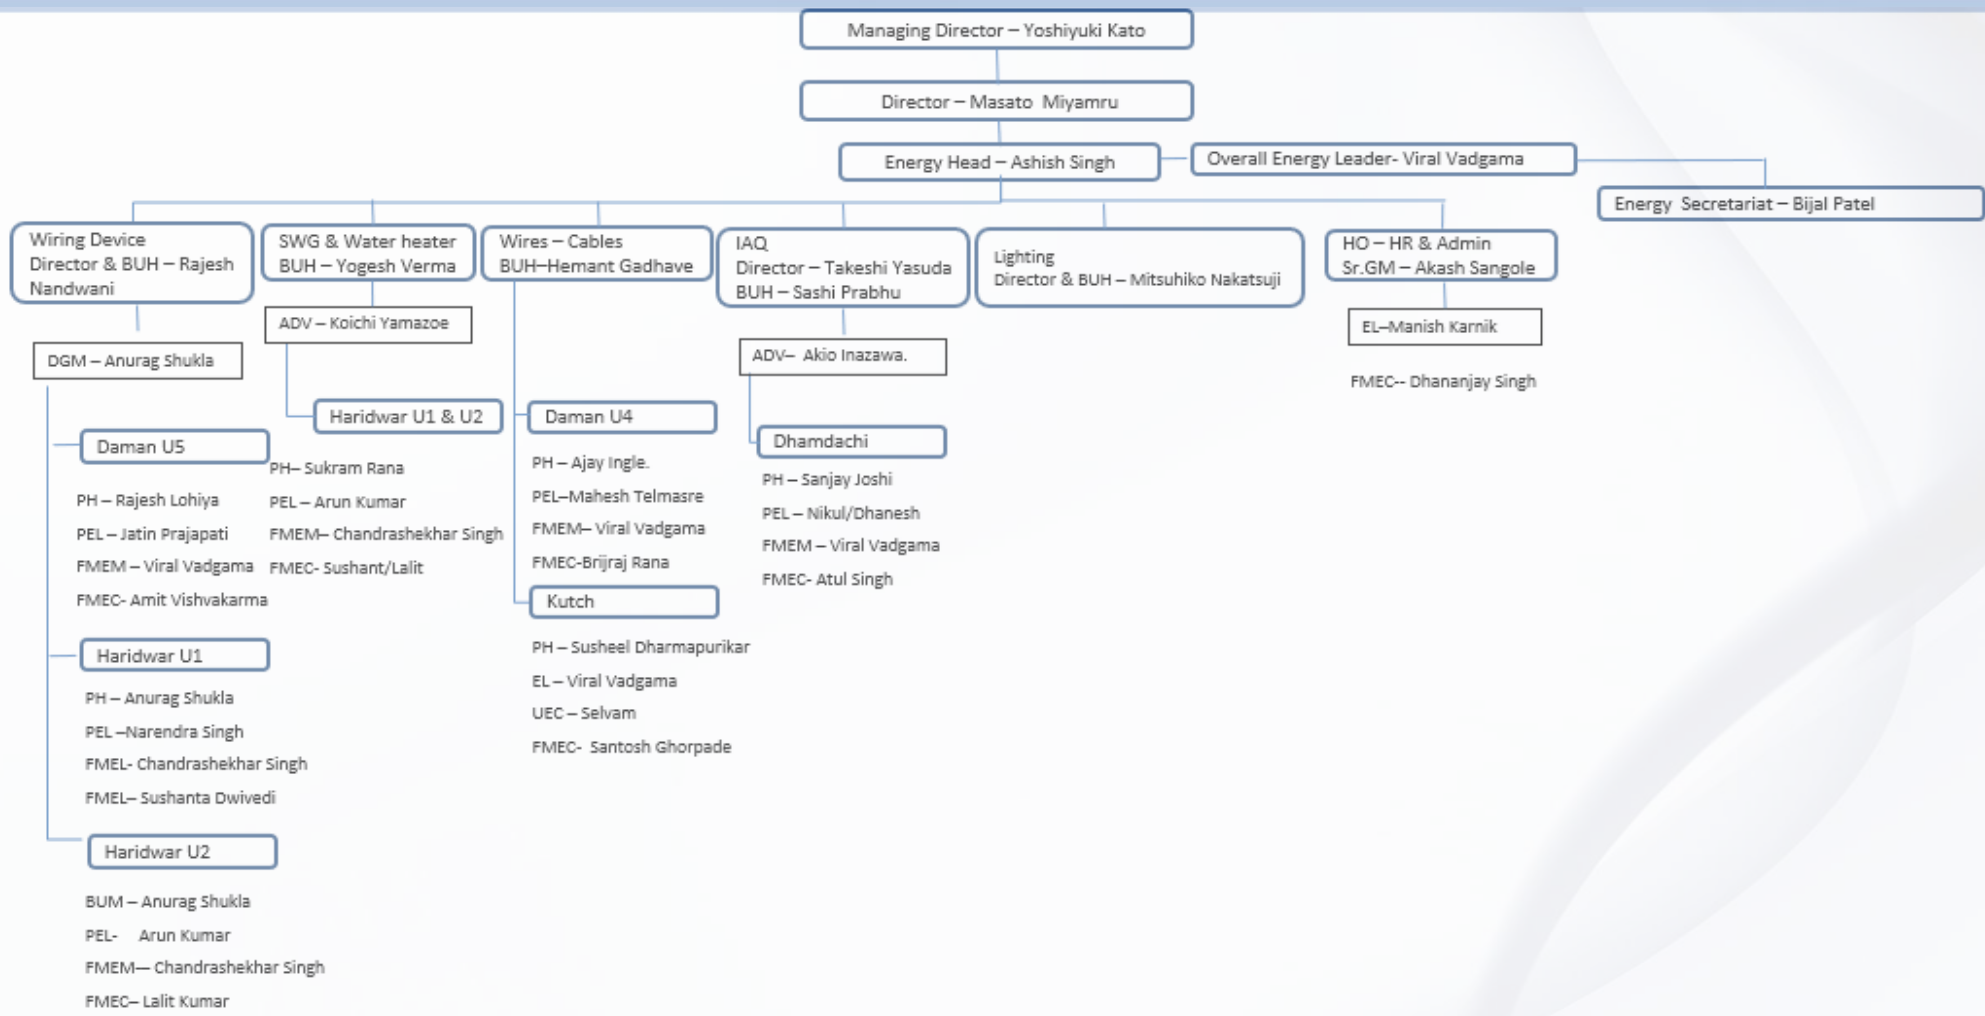 Managing Director – Yoshiyuki Kato
Director – Masato Miyamru
Energy Head – Ashish Singh
Overall Energy Leader- Viral Vadgama
Energy Secretariat – Bijal Patel
Wiring Device
Director & BUH – Rajesh
Nandwani
DGM – Anurag Shukla
Daman U5
PH – Rajesh Lohiya
PEL – Jatin Prajapati
FMEM – Viral Vadgama
FMEC- Amit Vishvakarma
Haridwar U1
PH – Anurag Shukla
PEL –Narendra Singh
FMEL- Chandrashekhar Singh
FMEL– Sushanta Dwivedi
Haridwar U2
BUM – Anurag Shukla
PEL- Arun Kumar
FMEM–– Chandrashekhar Singh
FMEC– Lalit Kumar
SWG & Water heater
BUH – Yogesh Verma
ADV – Koichi Yamazoe
Haridwar U1 & U2
PH– Sukram Rana
PEL – Arun Kumar
FMEM– Chandrashekhar Singh
FMEC- Sushant/Lalit
Wires – Cables
BUH–Hemant Gadhave
Daman U4
PH – Ajay Ingle.
PEL–Mahesh Telmasre
FMEM– Viral Vadgama
FMEC-Brijraj Rana
Kutch
PH – Susheel Dharmapurikar
EL – Viral Vadgama
UEC – Selvam
FMEC- Santosh Ghorpade
IAQ
Director – Takeshi Yasuda
BUH – Sashi Prabhu
ADV– Akio Inazawa.
Dhamdachi
PH – Sanjay Joshi
PEL – Nikul/Dhanesh
FMEM – Viral Vadgama
FMEC- Atul Singh
Lighting
Director & BUH – Mitsuhiko Nakatsuji
HO – HR & Admin
Sr.GM – Akash Sangole
EL–Manish Karnik
FMEC-- Dhananjay Singh